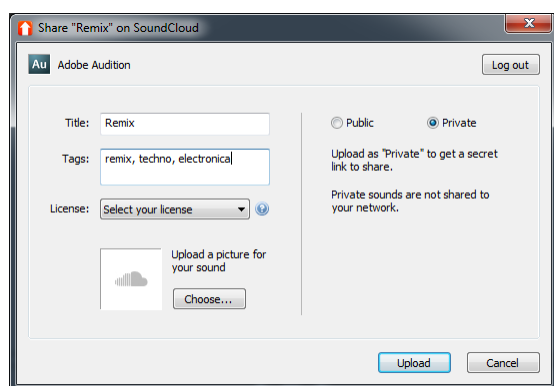 Share "Remix" on SoundCloud
Au Adobe Audition
Log out
Title: Remix
Tags: remix, techno, electronica
License: Select your license
Upload a picture for
your sound
Choose...
Public Private
Upload as "Private" to get a secret
link to share.
Private sounds are not shared to
your network.
Upload Cancel